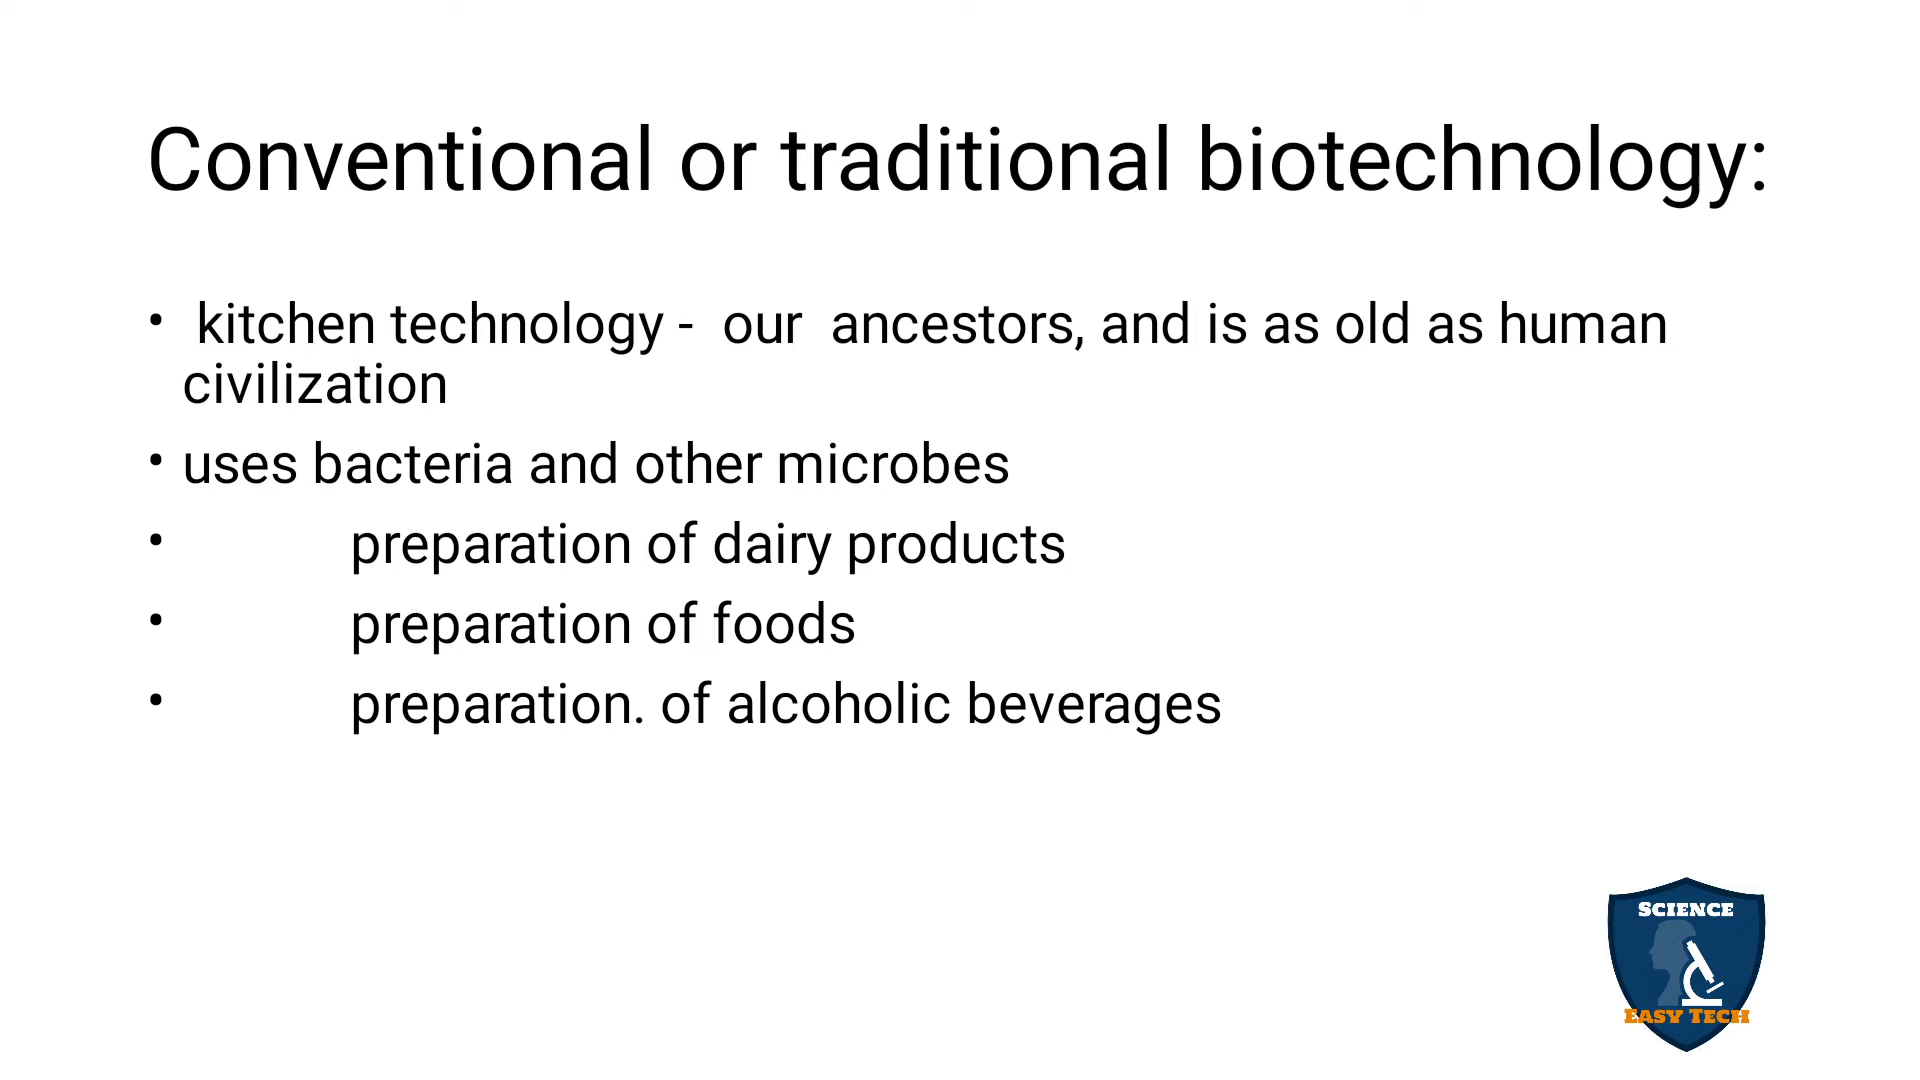 Conventional or traditional biotechnology:
• kitchen technology - our ancestors, and is as old as human
civilization
• uses bacteria and other microbes
• preparation of dairy products
• preparation of foods
• preparation. of alcoholic beverages
SCIENCE
EASY TECH